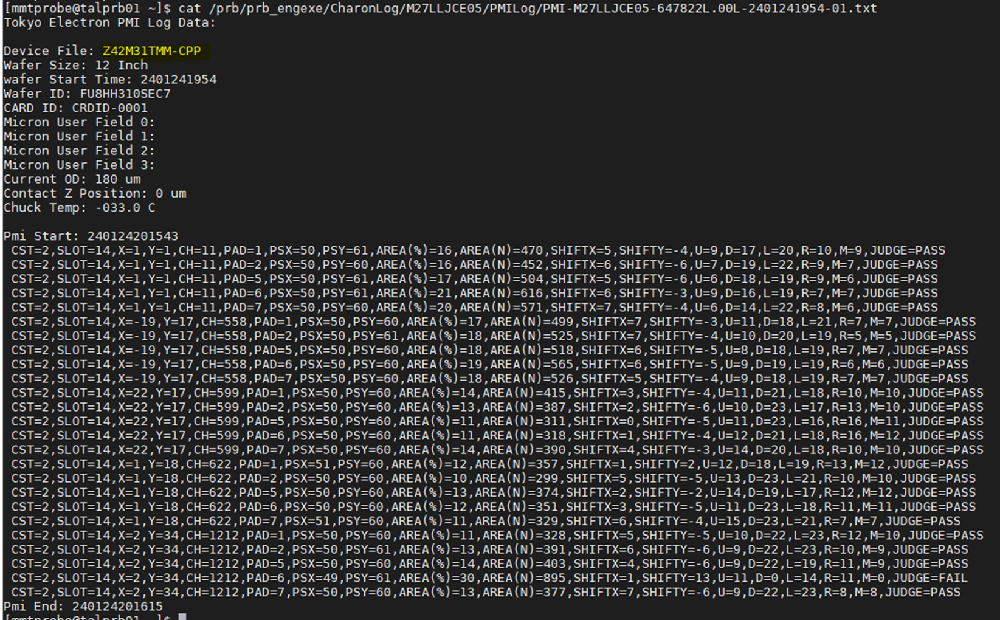 [mmtprobe@talprb01 ~]$ cat /prb/prb_engexe/CharonLog/M27LLJCE05/PMILog/PMI-M27LLJCE05-647822L.00L-2401241954-01.txt
Tokyo Electron PMI Log Data:
Device File: Z42M31TMM-CPP
Wafer Size: 12 Inch
wafer Start Time: 2401241954
Wafer ID: FU8HH310SEC7
CARD ID: CRDID-0001
Micron User Field 0:
Micron User Field 1:
Micron User Field 2:
Micron User Field 3:
Current OD: 180 um
Contact Z Position: 0 um
Chuck Temp: -033.0 C
Pmi Start: 240124201543
CST=2,SLOT=14,X=1,Y=1,CH=11,PAD=1,PSX=50,PSY=61,AREA(%)=16,AREA(N)=470,SHIFTX=5,SHIFTY=-4,U=9,D=17,L=20,R=10,M=9,JUDGE=PASS
CST=2,SLOT=14,X=1,Y=1,CH=11,PAD=2,PSX=50,PSY=60,AREA(%)=16,AREA(N)=452,SHIFTX=6,SHIFTY=-6,U=7,D=19,L=22,R=9,M=7,JUDGE=PASS
CST=2,SLOT=14,X=1,Y=1,CH=11,PAD=5,PSX=50,PSY=61,AREA(%)=17,AREA(N)=504,SHIFTX=5,SHIFTY=-6,U=6,D=18,L=19,R=9,M=6,JUDGE=PASS
CST=2,SLOT=14,X=1,Y=1,CH=11,PAD=6,PSX=50,PSY=61,AREA(%)=21,AREA(N)=616,SHIFTX=6,SHIFTY=-3,U=9,D=16,L=19,R=7,M=7,JUDGE=PASS
CST=2,SLOT=14,X=1,Y=1,CH=11,PAD=7,PSX=50,PSY=60,AREA(%)=20,AREA(N)=571,SHIFTX=7,SHIFTY=-4,U=6,D=14,L=22,R=8,M=6,JUDGE=PASS
CST=2,SLOT=14,X=-19,Y=17,CH=558,PAD=1,PSX=50,PSY=60,AREA(%)=17,AREA(N)=499,SHIFTX=7,SHIFTY=-3,U=11,D=18,L=21,R=7,M=7,JUDGE=PASS
CST=2,SLOT=14,X=-19,Y=17,CH=558,PAD=2,PSX=50,PSY=61,AREA(%)=18,AREA(N)=525,SHIFTX=7,SHIFTY=-4,U=10,D=20,L=19,R=5,M=5,JUDGE=PASS
CST=2,SLOT=14,X=-19,Y=17,CH=558,PAD=5,PSX=50,PSY=60,AREA(%)=18,AREA(N)=518,SHIFTX=6,SHIFTY=-5,U=8,D=18,L=19,R=7,M=7,JUDGE=PASS
CST=2,SLOT=14,X=-19,Y=17,CH=558,PAD=6,PSX=50,PSY=60,AREA(%)=19,AREA(N)=565,SHIFTX=6,SHIFTY=-5,U=9,D=19,L=19,R=6,M=6,JUDGE=PASS
CST=2,SLOT=14,X=-19,Y=17,CH=558,PAD=7,PSX=50,PSY=60,AREA(%)=18,AREA(N)=526,SHIFTX=5,SHIFTY=-4,U=9,D=18,L=19,R=7,M=7,JUDGE=PASS
CST=2,SLOT=14,X=22,Y=17,CH=599,PAD=1,PSX=50,PSY=60,AREA(%)=14,AREA(N)=415,SHIFTX=3,SHIFTY=-4,U=11,D=21,L=18,R=10,M=10,JUDGE=PASS
CST=2,SLOT=14,X=22,Y=17,CH=599,PAD=2,PSX=50,PSY=60,AREA(%)=13,AREA(N)=387,SHIFTX=2,SHIFTY=-6,U=10,D=23,L=17,R=13,M=10,JUDGE=PASS
CST=2,SLOT=14,X=22,Y=17,CH=599,PAD=5,PSX=50,PSY=60,AREA(%)=11,AREA(N)=311,SHIFTX=0,SHIFTY=-5,U=11,D=23,L=16,R=16,M=11,JUDGE=PASS
CST=2,SLOT=14,X=22,Y=17,CH=599,PAD=6,PSX=50,PSY=60,AREA(%)=11,AREA(N)=318,SHIFTX=1,SHIFTY=-4,U=12,D=21,L=18,R=16,M=12,JUDGE=PASS
CST=2,SLOT=14,X=22,Y=17,CH=599,PAD=7,PSX=50,PSY=60,AREA(%)=14,AREA(N)=390,SHIFTX=4,SHIFTY=-3,U=14,D=20,L=18,R=10,M=10,JUDGE=PASS
CST=2,SLOT=14,X=1,Y=18,CH=622,PAD=1,PSX=51,PSY=60,AREA(%)=12,AREA(N)=357,SHIFTX=1,SHIFTY=2,U=12,D=18,L=19,R=13,M=12,JUDGE=PASS
CST=2,SLOT=14,X=1,Y=18,CH=622,PAD=2,PSX=50,PSY=60,AREA(%)=10,AREA(N)=299,SHIFTX=5,SHIFTY=-5,U=13,D=23,L=21,R=10,M=10,JUDGE=PASS
CST=2,SLOT=14,X=1,Y=18,CH=622,PAD=5,PSX=50,PSY=60,AREA(%)=13,AREA(N)=374,SHIFTX=2,SHIFTY=-2,U=14,D=19,L=17,R=12,M=12,JUDGE=PASS
CST=2,SLOT=14,X=1,Y=18,CH=622,PAD=6,PSX=50,PSY=60,AREA(%)=12,AREA(N)=351,SHIFTX=3,SHIFTY=-5,U=11,D=23,L=18,R=11,M=11,JUDGE=PASS
CST=2,SLOT=14,X=1,Y=18,CH=622,PAD=7,PSX=51,PSY=60,AREA(%)=11,AREA(N)=329,SHIFTX=6,SHIFTY=-4,U=15,D=23,L=21,R=7,M=7,JUDGE=PASS
CST=2,SLOT=14,X=2,Y=34,CH=1212,PAD=1,PSX=50,PSY=60,AREA(%)=11,AREA(N)=328,SHIFTX=5,SHIFTY=-5,U=10,D=22,L=23,R=12,M=10,JUDGE=PASS
CST=2,SLOT=14,X=2,Y=34,CH=1212,PAD=2,PSX=50,PSY=61,AREA(%)=13,AREA(N)=391,SHIFTX=6,SHIFTY=-6,U=9,D=22,L=23,R=10,M=9,JUDGE=PASS
CST=2,SLOT=14,X=2,Y=34,CH=1212,PAD=5,PSX=50,PSY=60,AREA(%)=14,AREA(N)=403,SHIFTX=4,SHIFTY=-6,U=9,D=22,L=19,R=11,M=9,JUDGE=PASS
CST=2,SLOT=14,X=2,Y=34,CH=1212,PAD=6,PSX=49,PSY=61,AREA(%)=30,AREA(N)=895,SHIFTX=1,SHIFTY=13,U=11,D=0,L=14,R=11,M=0,JUDGE=FAIL
CST=2,SLOT=14,X=2,Y=34,CH=1212,PAD=7,PSX=50,PSY=60,AREA(%)=13,AREA(N)=377,SHIFTX=7,SHIFTY=-6,U=9,D=22,L=23,R=8,M=8,JUDGE=PASS
Pmi End: 240124201615
[mmtprobe@talprb01 ~]$